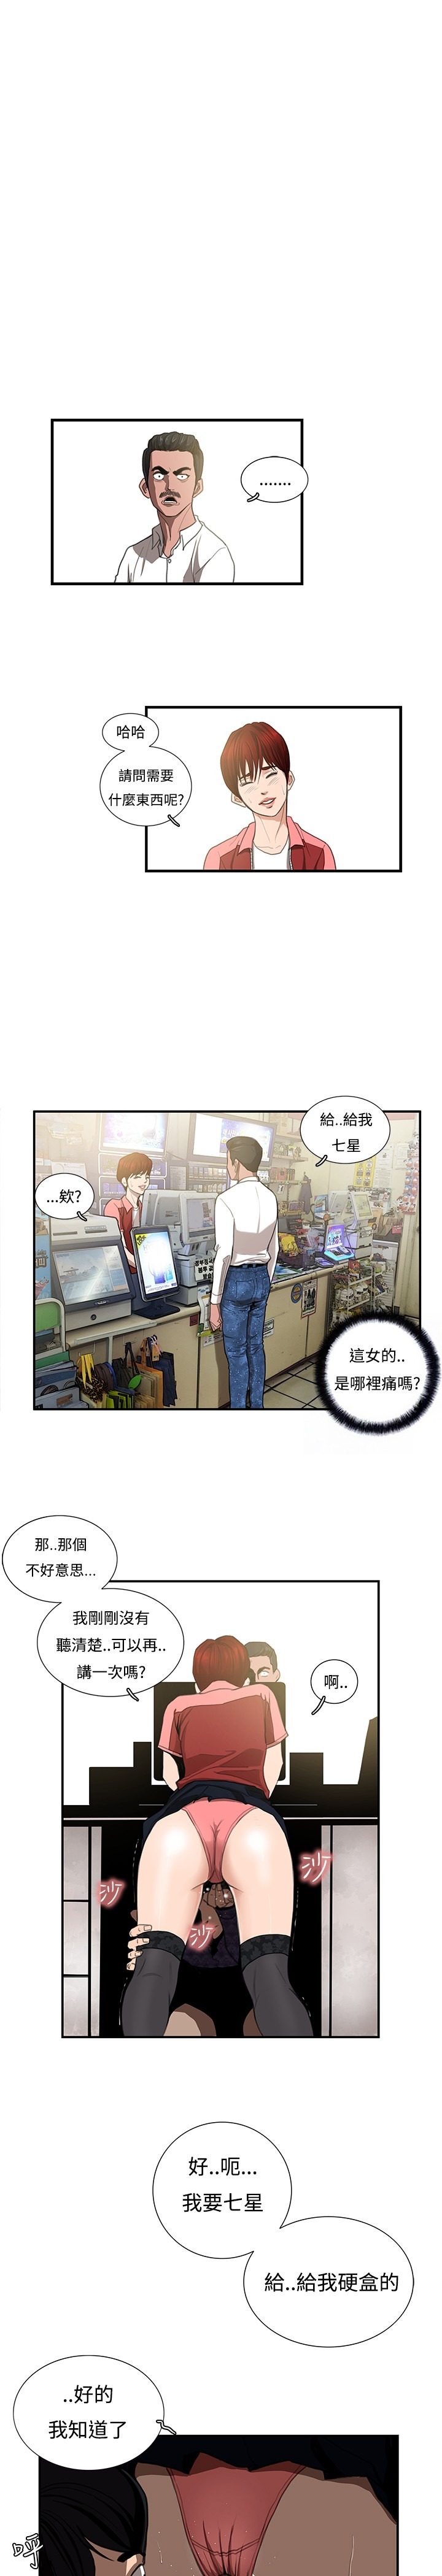 .......
哈哈
請問需要
什麼東西呢?
給..給我
七星
...欸?
這女的..
是哪裡痛嗎?
那..那個
不好意思...
我剛剛沒有
聽清楚..可以再..
講一次嗎?
啊..
沙
沙
沙
好..呃...
我要七星
給..給我硬盒的
..好的
我知道了
呼